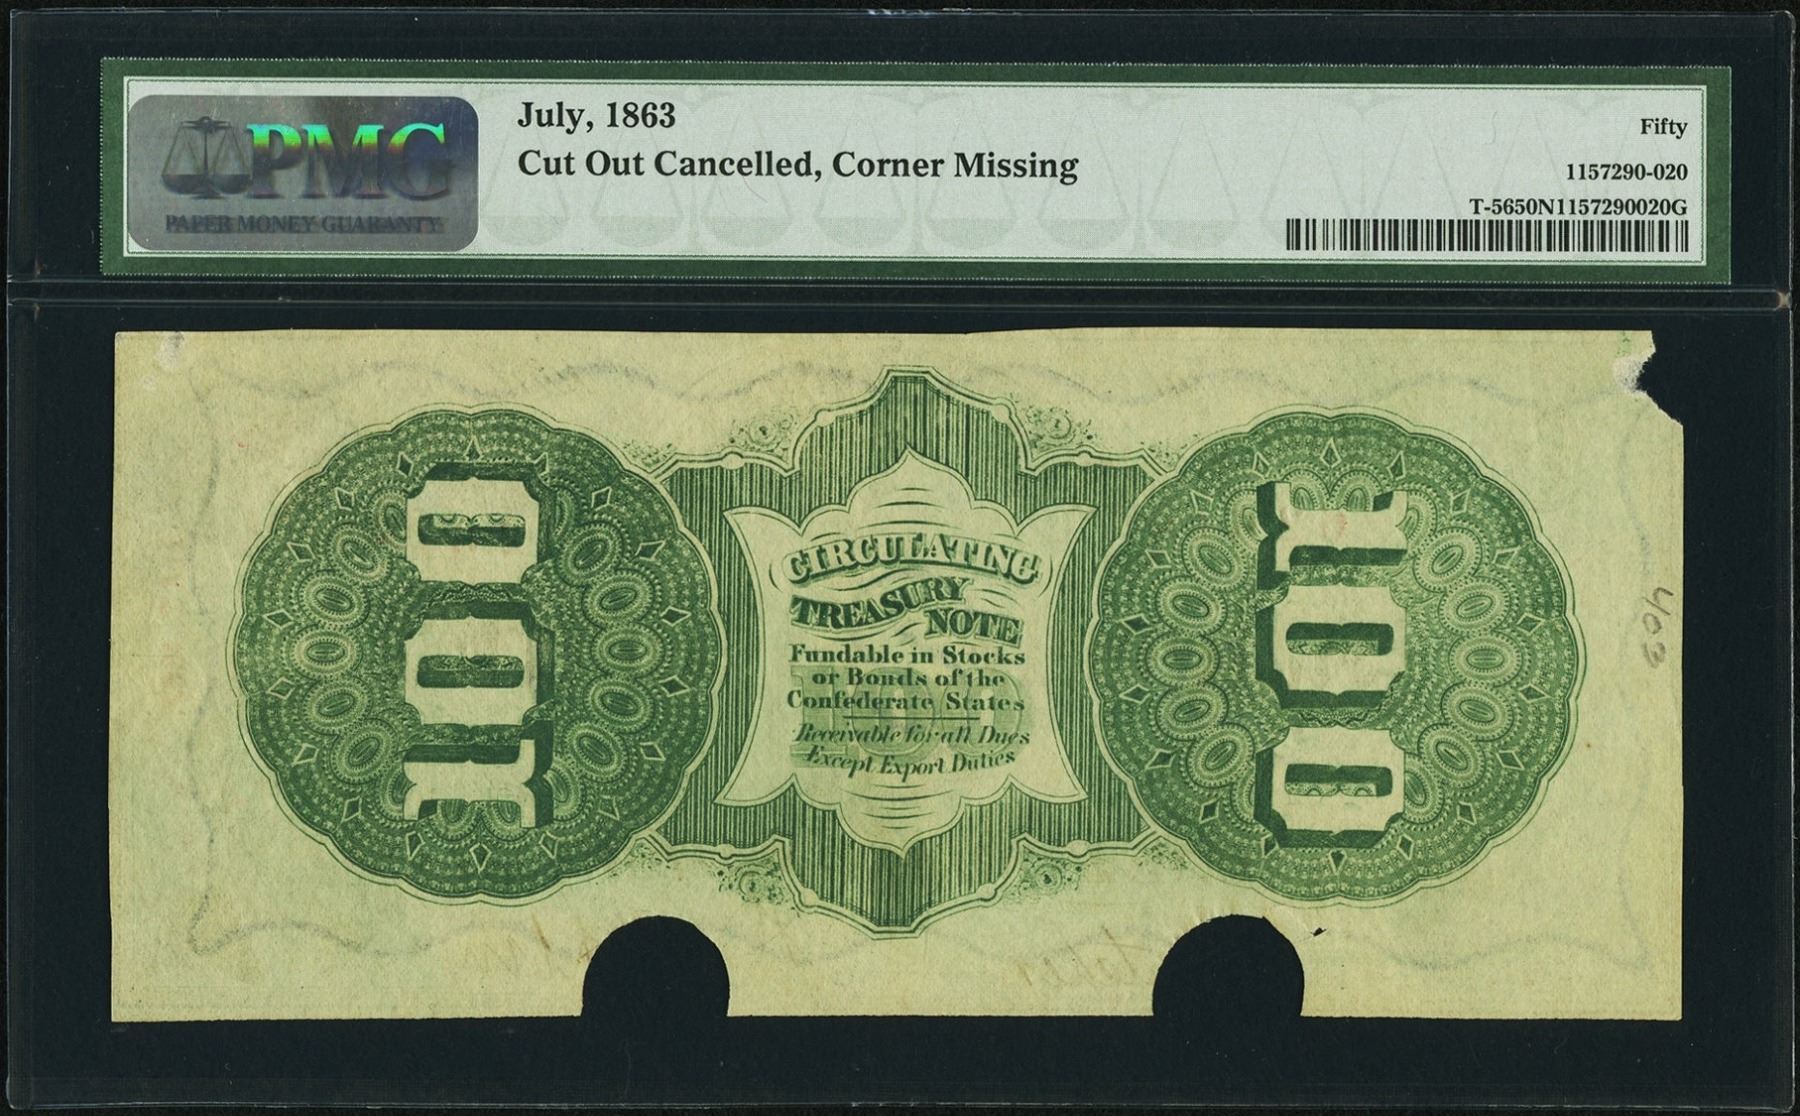 PMG
PAPER MONEY GUARANTY
July, 1863
Cut Out Cancelled, Corner Missing
Fifty
1157290-020
T-5650N1157290020G
100
CIRCULATING
TREASURY
NOTE
Fundable in Stocks
or Bonds of the
Confederate States
Receivable for all Dues
Except Export Duties
100
403